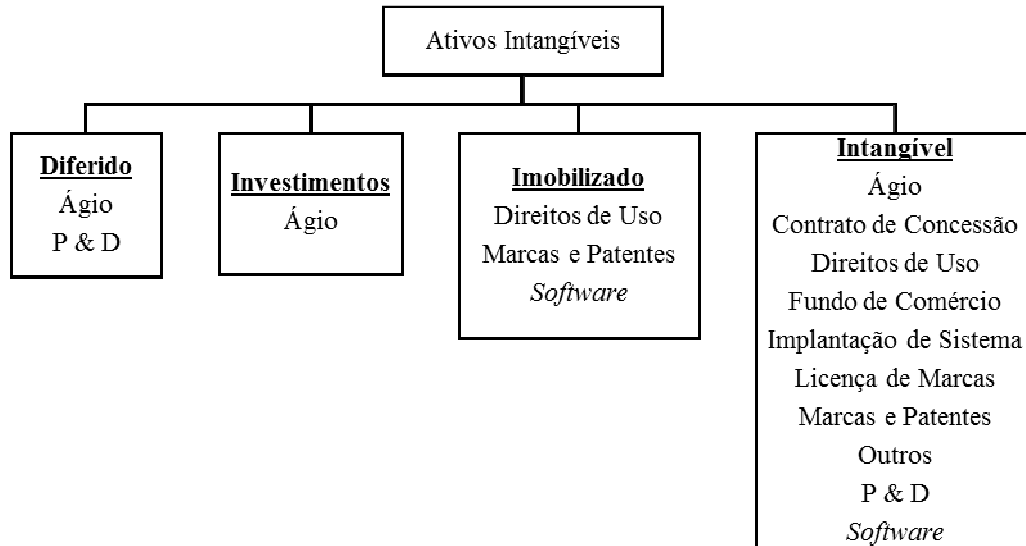 Ativos Intangíveis
Diferido
Ágio
P & D
Investimentos
Ágio
Imobilizado
Direitos de Uso
Marcas e Patentes
Software
Intangível
Ágio
Contrato de Concessão
Direitos de Uso
Fundo de Comércio
Implantação de Sistema
Licença de Marcas
Marcas e Patentes
Outros
P & D
Software